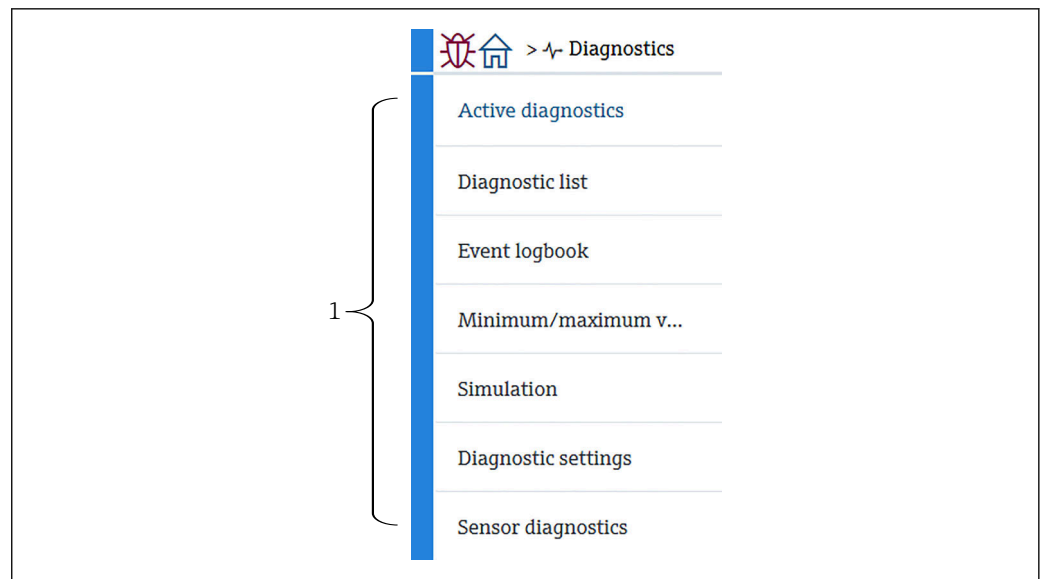 > Diagnostics
Active diagnostics
Diagnostic list
Event logbook
1
Minimum/maximum v...
Simulation
Diagnostic settings
Sensor diagnostics